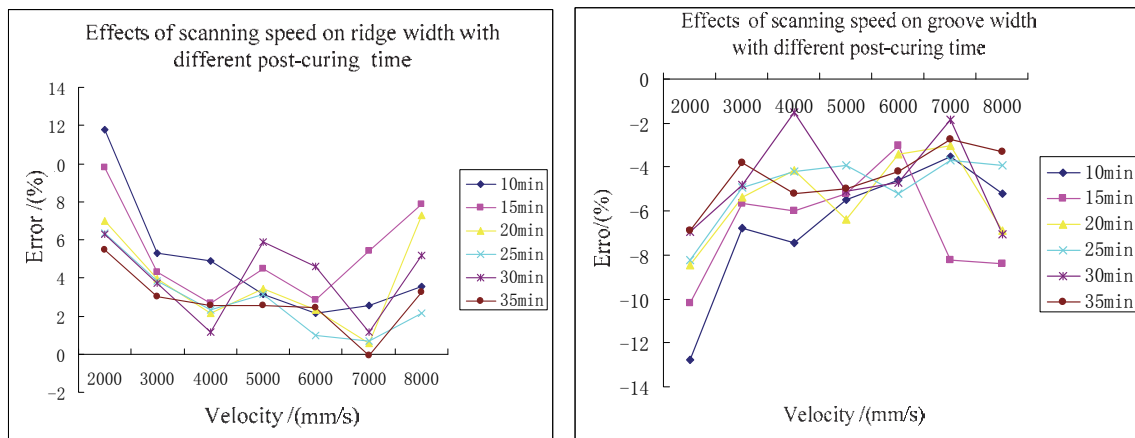 Effects of scanning speed on ridge width with
different post-curing time
14
12
0
8
6
4
2
0
-2
Error /(%)
2000 3000 4000 5000 6000 7000 8000
Velocity /(mm/s)
10min
15min
20min
25min
30min
35min
Effects of scanning speed on groove width
with different post-curing time
0
-2
-4
-6
-8
-10
-12
-14
Erro/(%)
2000 3000 4000 5000 6000 7000 8000
Velocity /(mm/s)
10min
15min
20min
25min
30min
35min